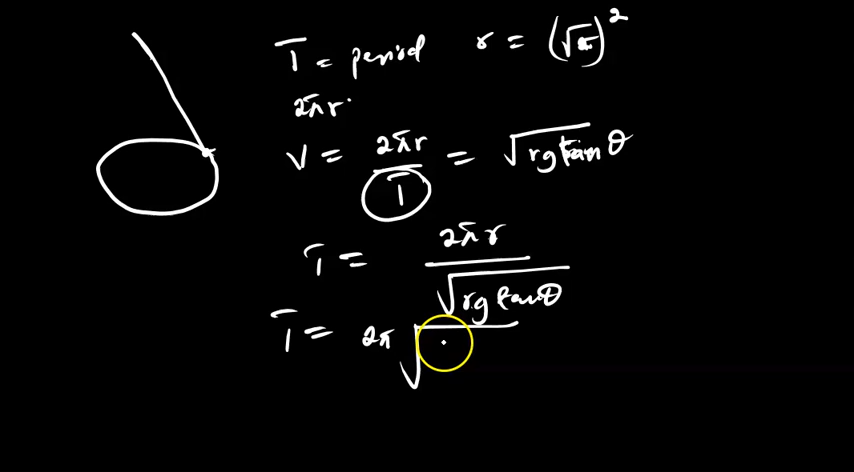 T = period r = (√r)²
2πr
V = 2πr / T = √rg tanθ
T = 2πr / √rg tanθ
T = 2π √